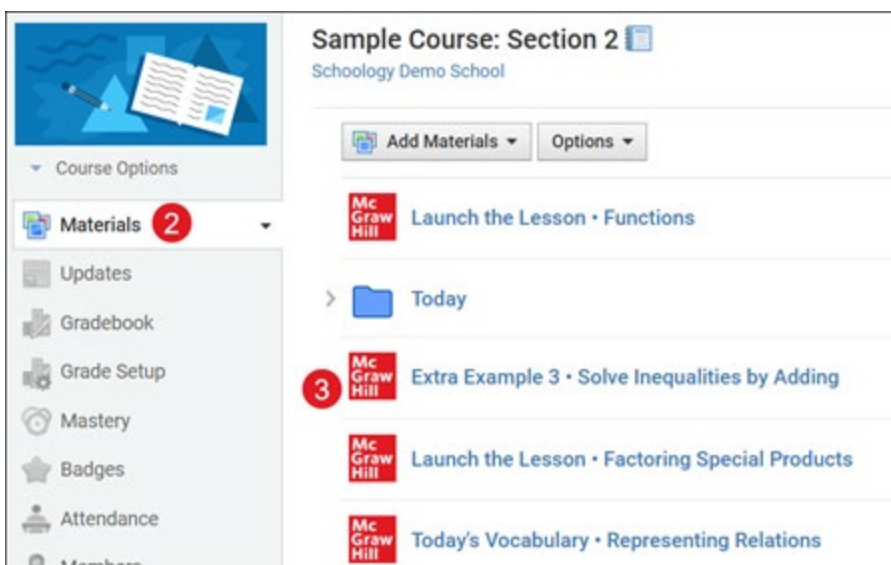 Sample Course: Section 2
Schoology Demo School
Course Options
Materials 2
Updates
Gradebook
Grade Setup
Mastery
Badges
Attendance
Members
Add Materials
Options
Mc
Graw
Hill
Launch the Lesson • Functions
Today
3
Mc
Graw
Hill
Extra Example 3 • Solve Inequalities by Adding
Mc
Graw
Hill
Launch the Lesson • Factoring Special Products
Mc
Graw
Hill
Today's Vocabulary • Representing Relations